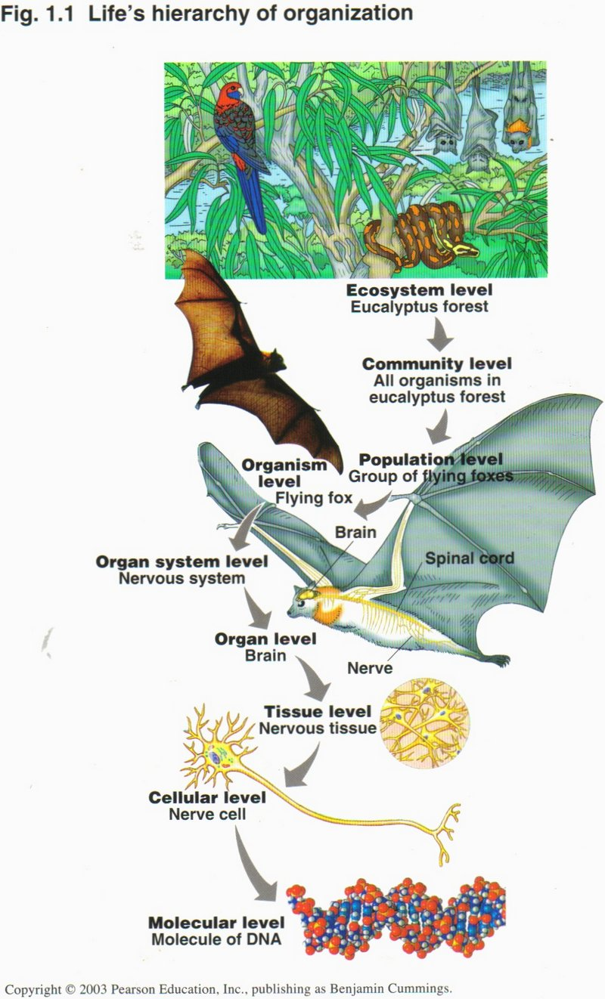 Fig. 1.1 Life's hierarchy of organization
Ecosystem level
Eucalyptus forest
Community level
All organisms in
eucalyptus forest
Population level
Group of flying foxes
Organism
level
Flying fox
Brain
Spinal cord
Organ system level
Nervous system
Organ level
Brain
Nerve
Tissue level
Nervous tissue
Cellular level
Nerve cell
Molecular level
Molecule of DNA
Copyright © 2003 Pearson Education, Inc., publishing as Benjamin Cummings.